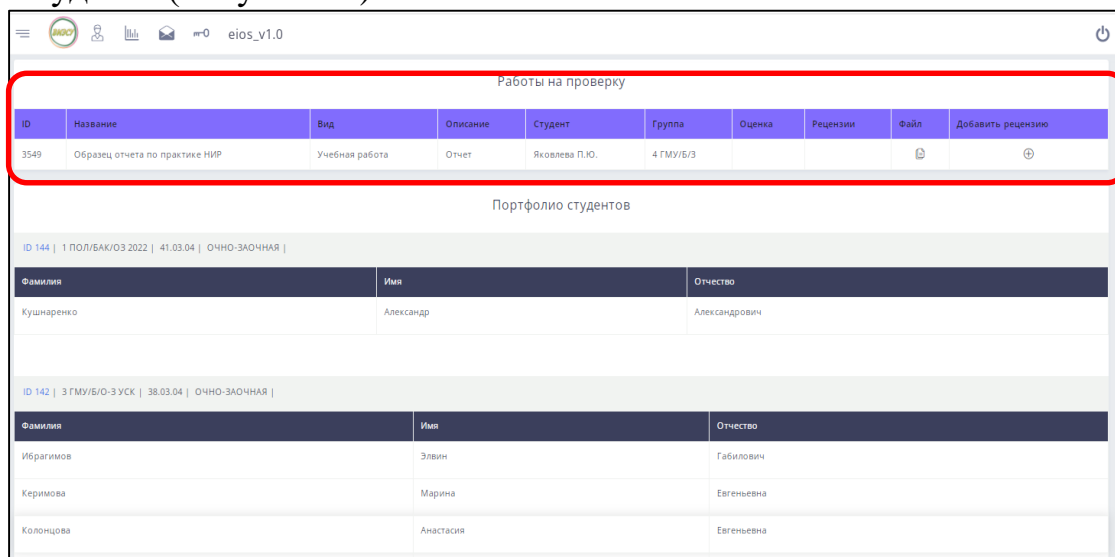 eios_v1.0
Работы на проверку
ID Название Вид Описание Студент Группа Оценка Рецензии Файл Добавить рецензию
3549 Образец отчета по практике НИР Учебная работа Отчет Яковлева П.Ю. 4 ГМУ/Б/3
Портфолио студентов
ID 144 | 1 ПОЛ/БАК/ОЗ 2022 | 41.03.04 | ОЧНО-ЗАОЧНАЯ |
Фамилия Имя Отчество
Кушнаренко Александр Александрович
ID 142 | 3 ГМУ/Б/О-З УСК | 38.03.04 | ОЧНО-ЗАОЧНАЯ |
Фамилия Имя Отчество
Ибрагимов Элвин Габилович
Керимова Марина Евгеньевна
Колонцова Анастасия Евгеньевна